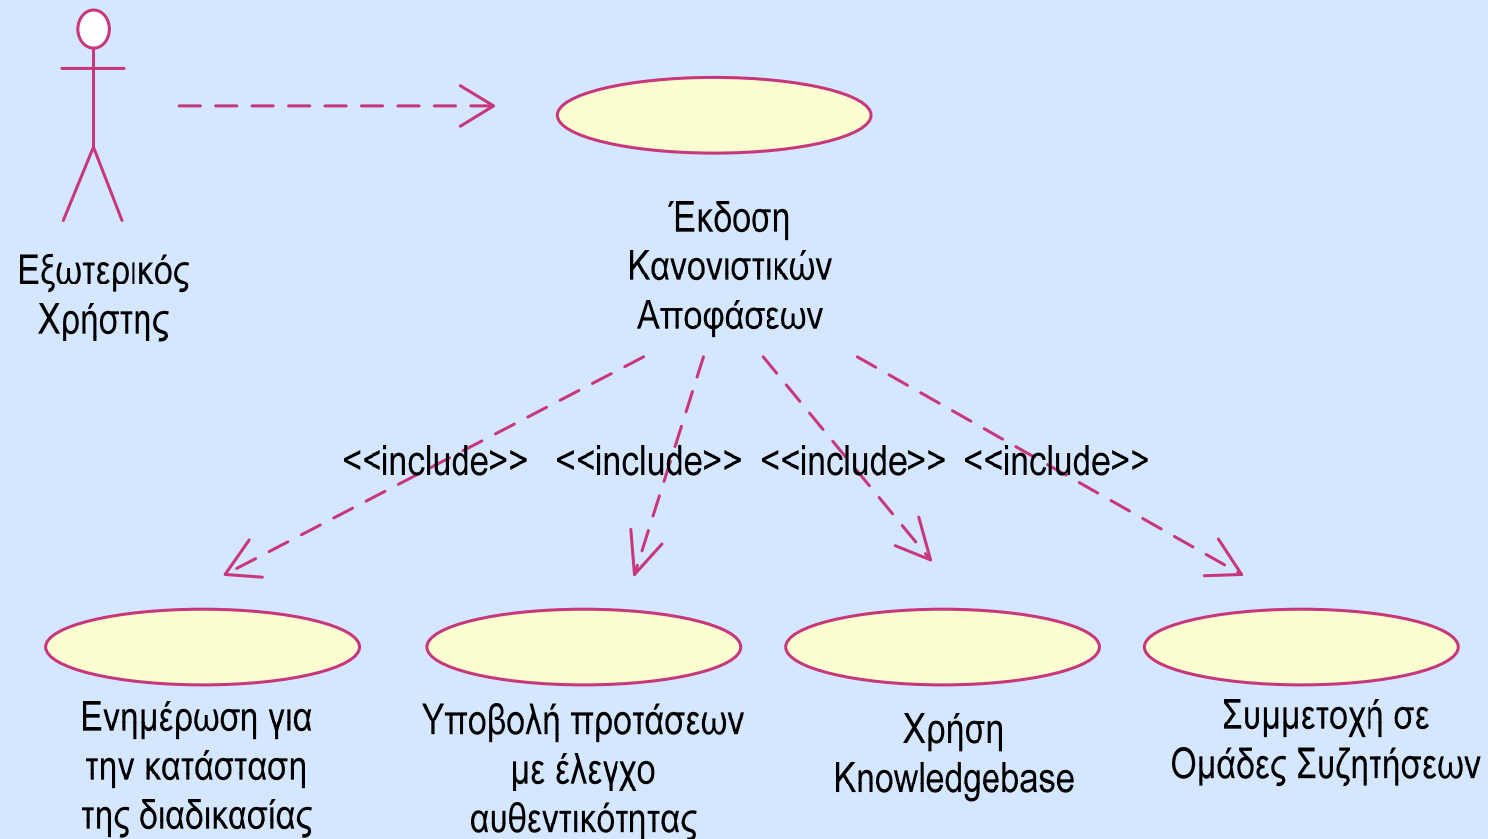 Έκδοση
Κανονιστικών
Αποφάσεων
Εξωτερικός
Χρήστης
<<include>> <<include>> <<include>> <<include>>
Ενημέρωση για
την κατάσταση
της διαδικασίας
Υποβολή προτάσεων
με έλεγχο
αυθεντικότητας
Χρήση
Knowledgebase
Συμμετοχή σε
Ομάδες Συζητήσεων